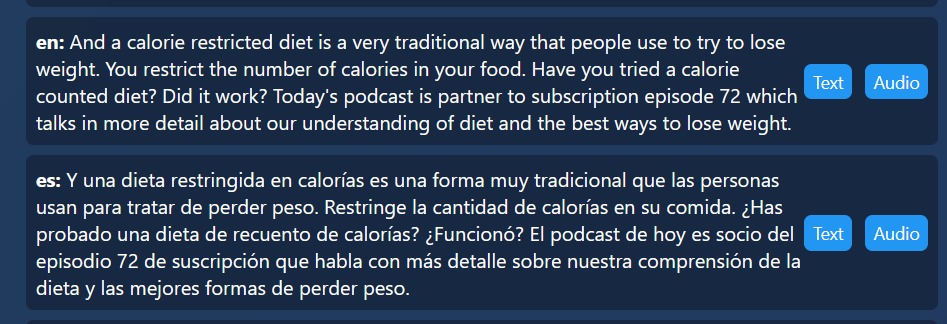 en: And a calorie restricted diet is a very traditional way that people use to try to lose
weight. You restrict the number of calories in your food. Have you tried a calorie
counted diet? Did it work? Today's podcast is partner to subscription episode 72 which
talks in more detail about our understanding of diet and the best ways to lose weight.
Text
Audio
es: Y una dieta restringida en calorías es una forma muy tradicional que las personas
usan para tratar de perder peso. Restringe la cantidad de calorías en su comida. ¿Has
probado una dieta de recuento de calorías? ¿Funcionó? El podcast de hoy es socio del
episodio 72 de suscripción que habla con más detalle sobre nuestra comprensión de la
dieta y las mejores formas de perder peso.
Text
Audio